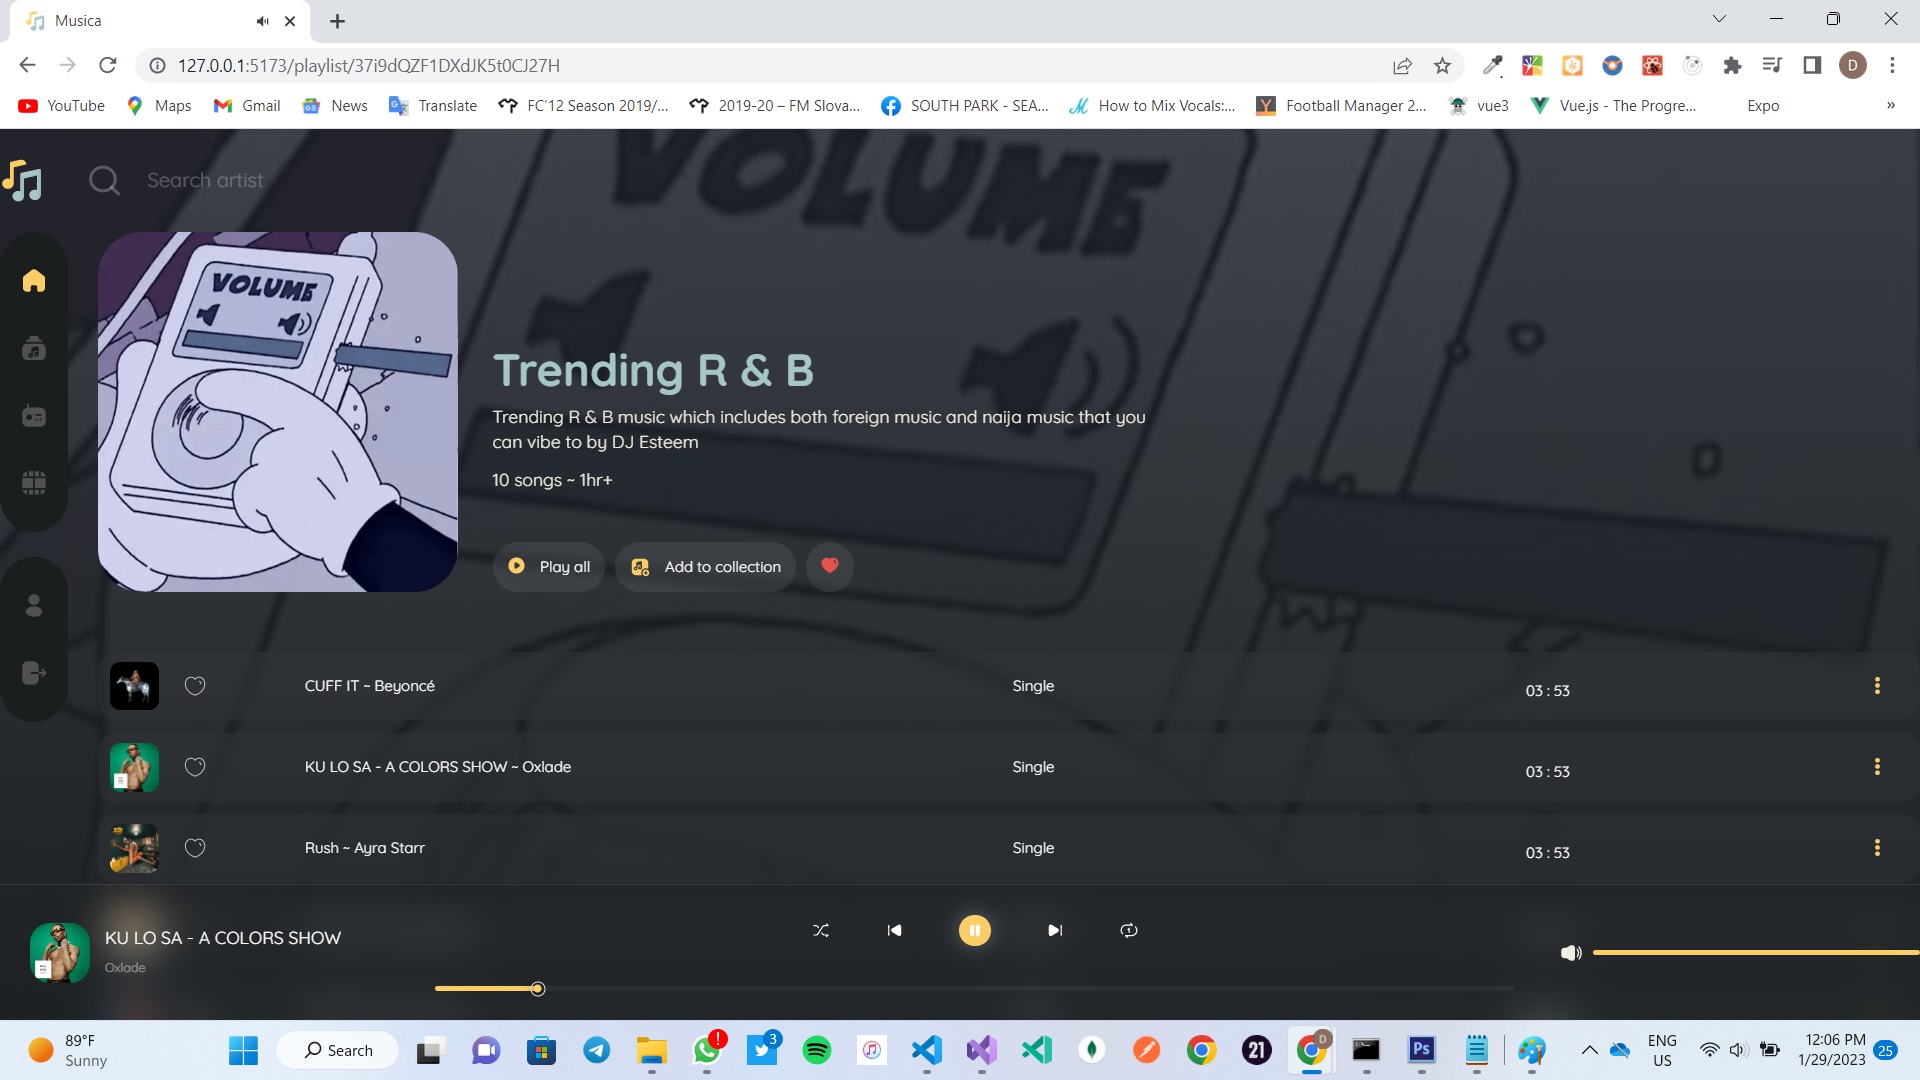 Musica
127.0.0.1:5173/playlist/37i9dQZF1DXdJK5t0CJ27H
D
YouTube
Maps
Gmail
News
Translate
FC'12 Season 2019/...
2019-20 – FM Slova...
SOUTH PARK - SEA...
How to Mix Vocals:...
Football Manager 2...
vue3
Vue.js - The Progre...
Expo
»
Search artist
VOLUME
VOLUME
Trending R & B
Trending R & B music which includes both foreign music and naija music that you
can vibe to by DJ Esteem
10 songs ~ 1hr+
Play all
Add to collection
CUFF IT ~ Beyoncé
Single
03 : 53
KU LO SA - A COLORS SHOW ~ Oxlade
Single
03 : 53
Rush ~ Ayra Starr
Single
03 : 53
KU LO SA - A COLORS SHOW
Oxlade
1
89°F
Sunny
Search
!
3
21
D
Ps
ENG
US
12:06 PM
1/29/2023
25